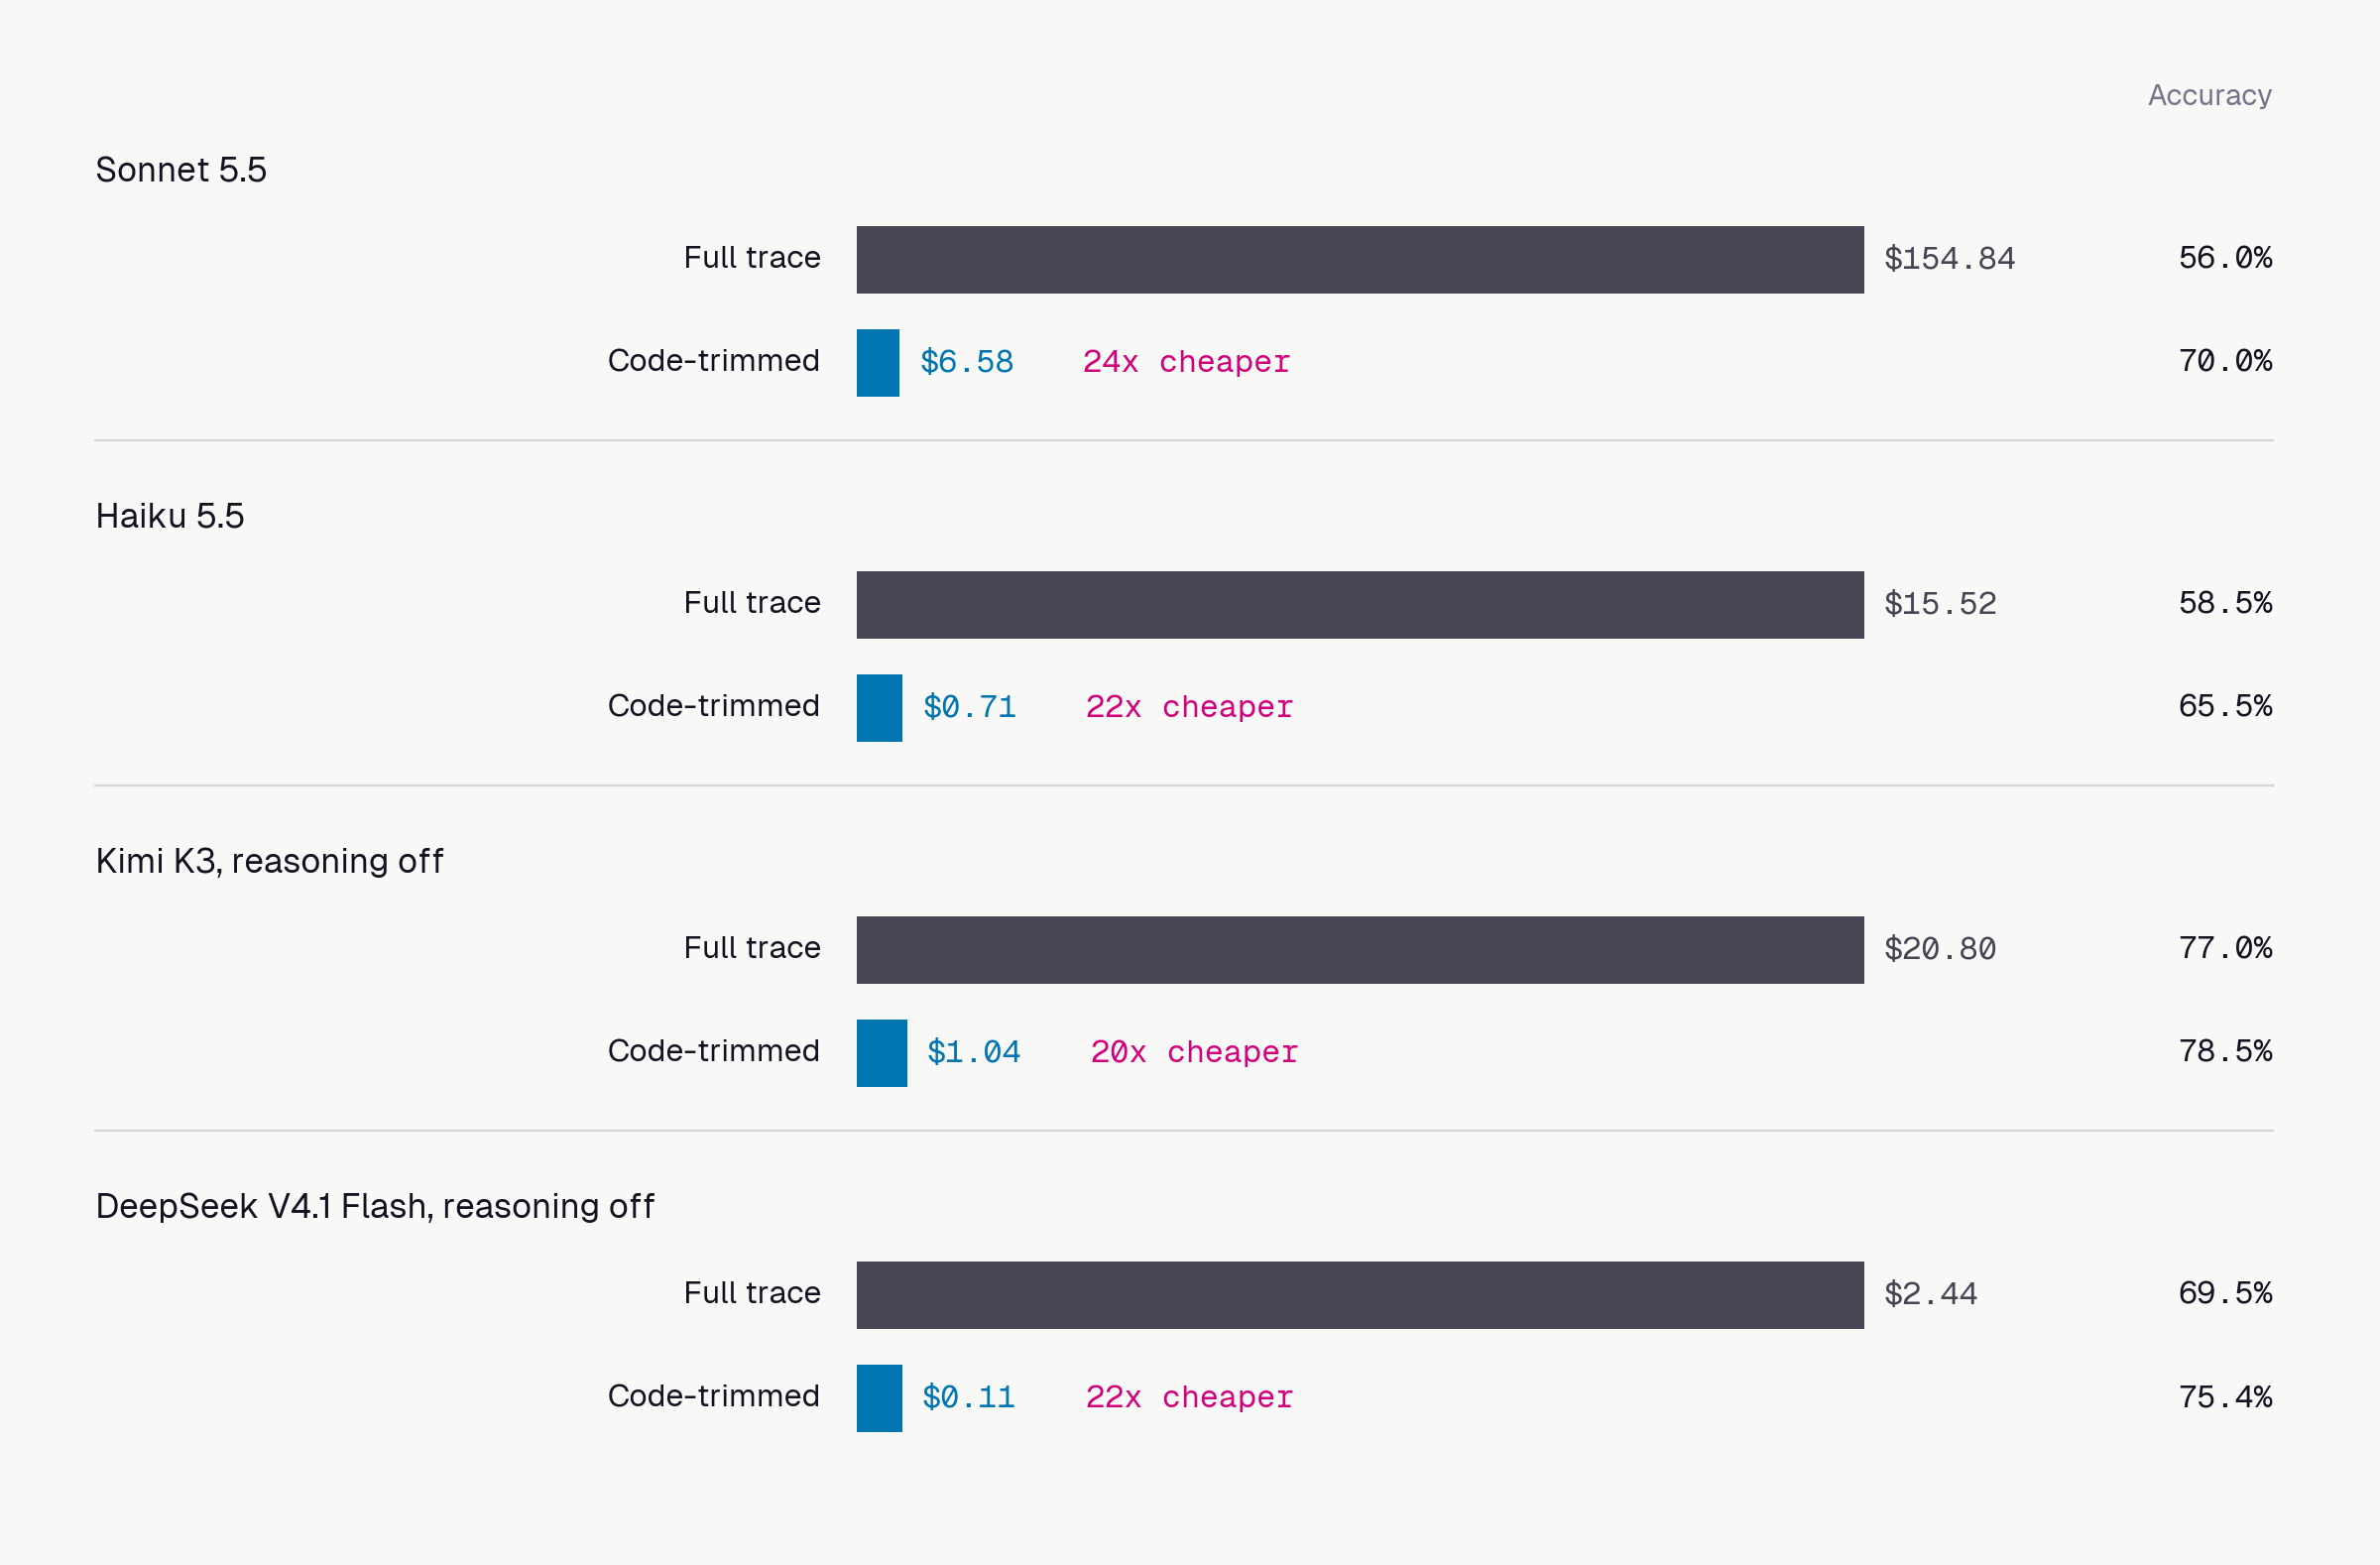 Accuracy
Sonnet 5.5
Full trace $154.84 56.0%
Code-trimmed $6.58 24x cheaper 70.0%
Haiku 5.5
Full trace $15.52 58.5%
Code-trimmed $0.71 22x cheaper 65.5%
Kimi K3, reasoning off
Full trace $20.80 77.0%
Code-trimmed $1.04 20x cheaper 78.5%
DeepSeek V4.1 Flash, reasoning off
Full trace $2.44 69.5%
Code-trimmed $0.11 22x cheaper 75.4%